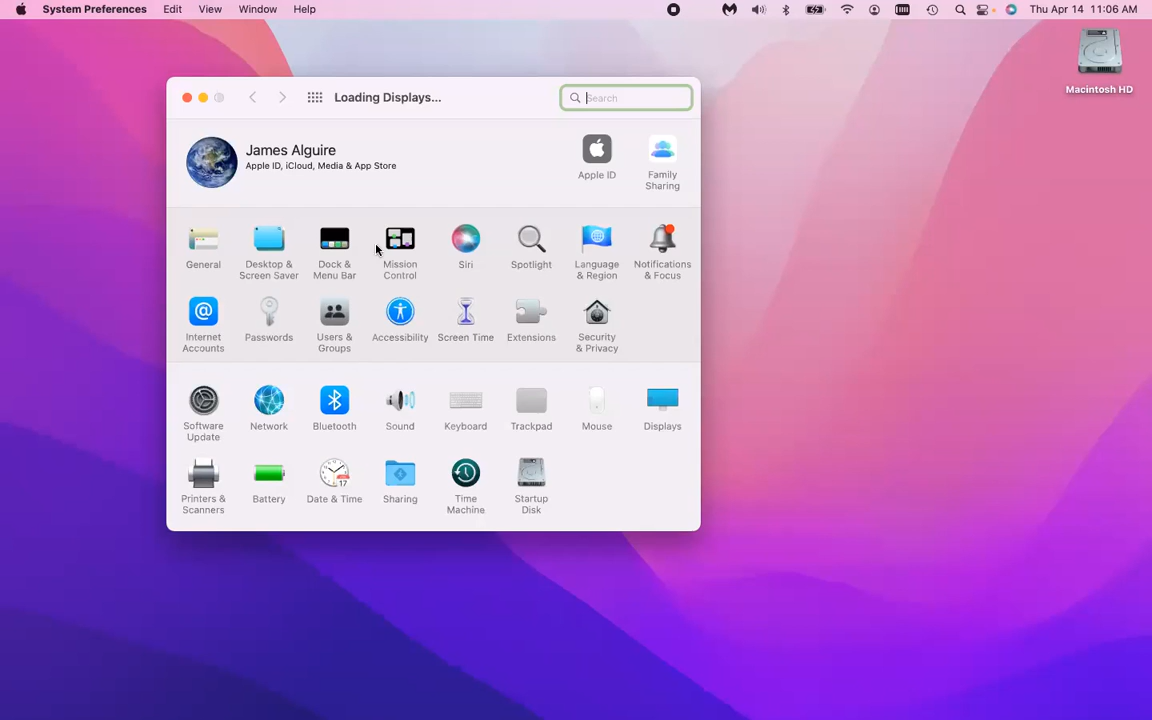 System Preferences Edit View Window Help Thu Apr 14 11:06 AM
Macintosh HD
Loading Displays... Search
James Alguire
Apple ID, iCloud, Media & App Store
Apple ID
Family
Sharing
General
Desktop &
Screen Saver
Dock &
Menu Bar
Mission
Control
Siri
Spotlight
Language
& Region
Notifications
& Focus
Internet
Accounts
Passwords
Users &
Groups
Accessibility
Screen Time
Extensions
Security
& Privacy
Software
Update
Network
Bluetooth
Sound
Keyboard
Trackpad
Mouse
Displays
Printers &
Scanners
Battery
17
Date & Time
Sharing
Time
Machine
Startup
Disk